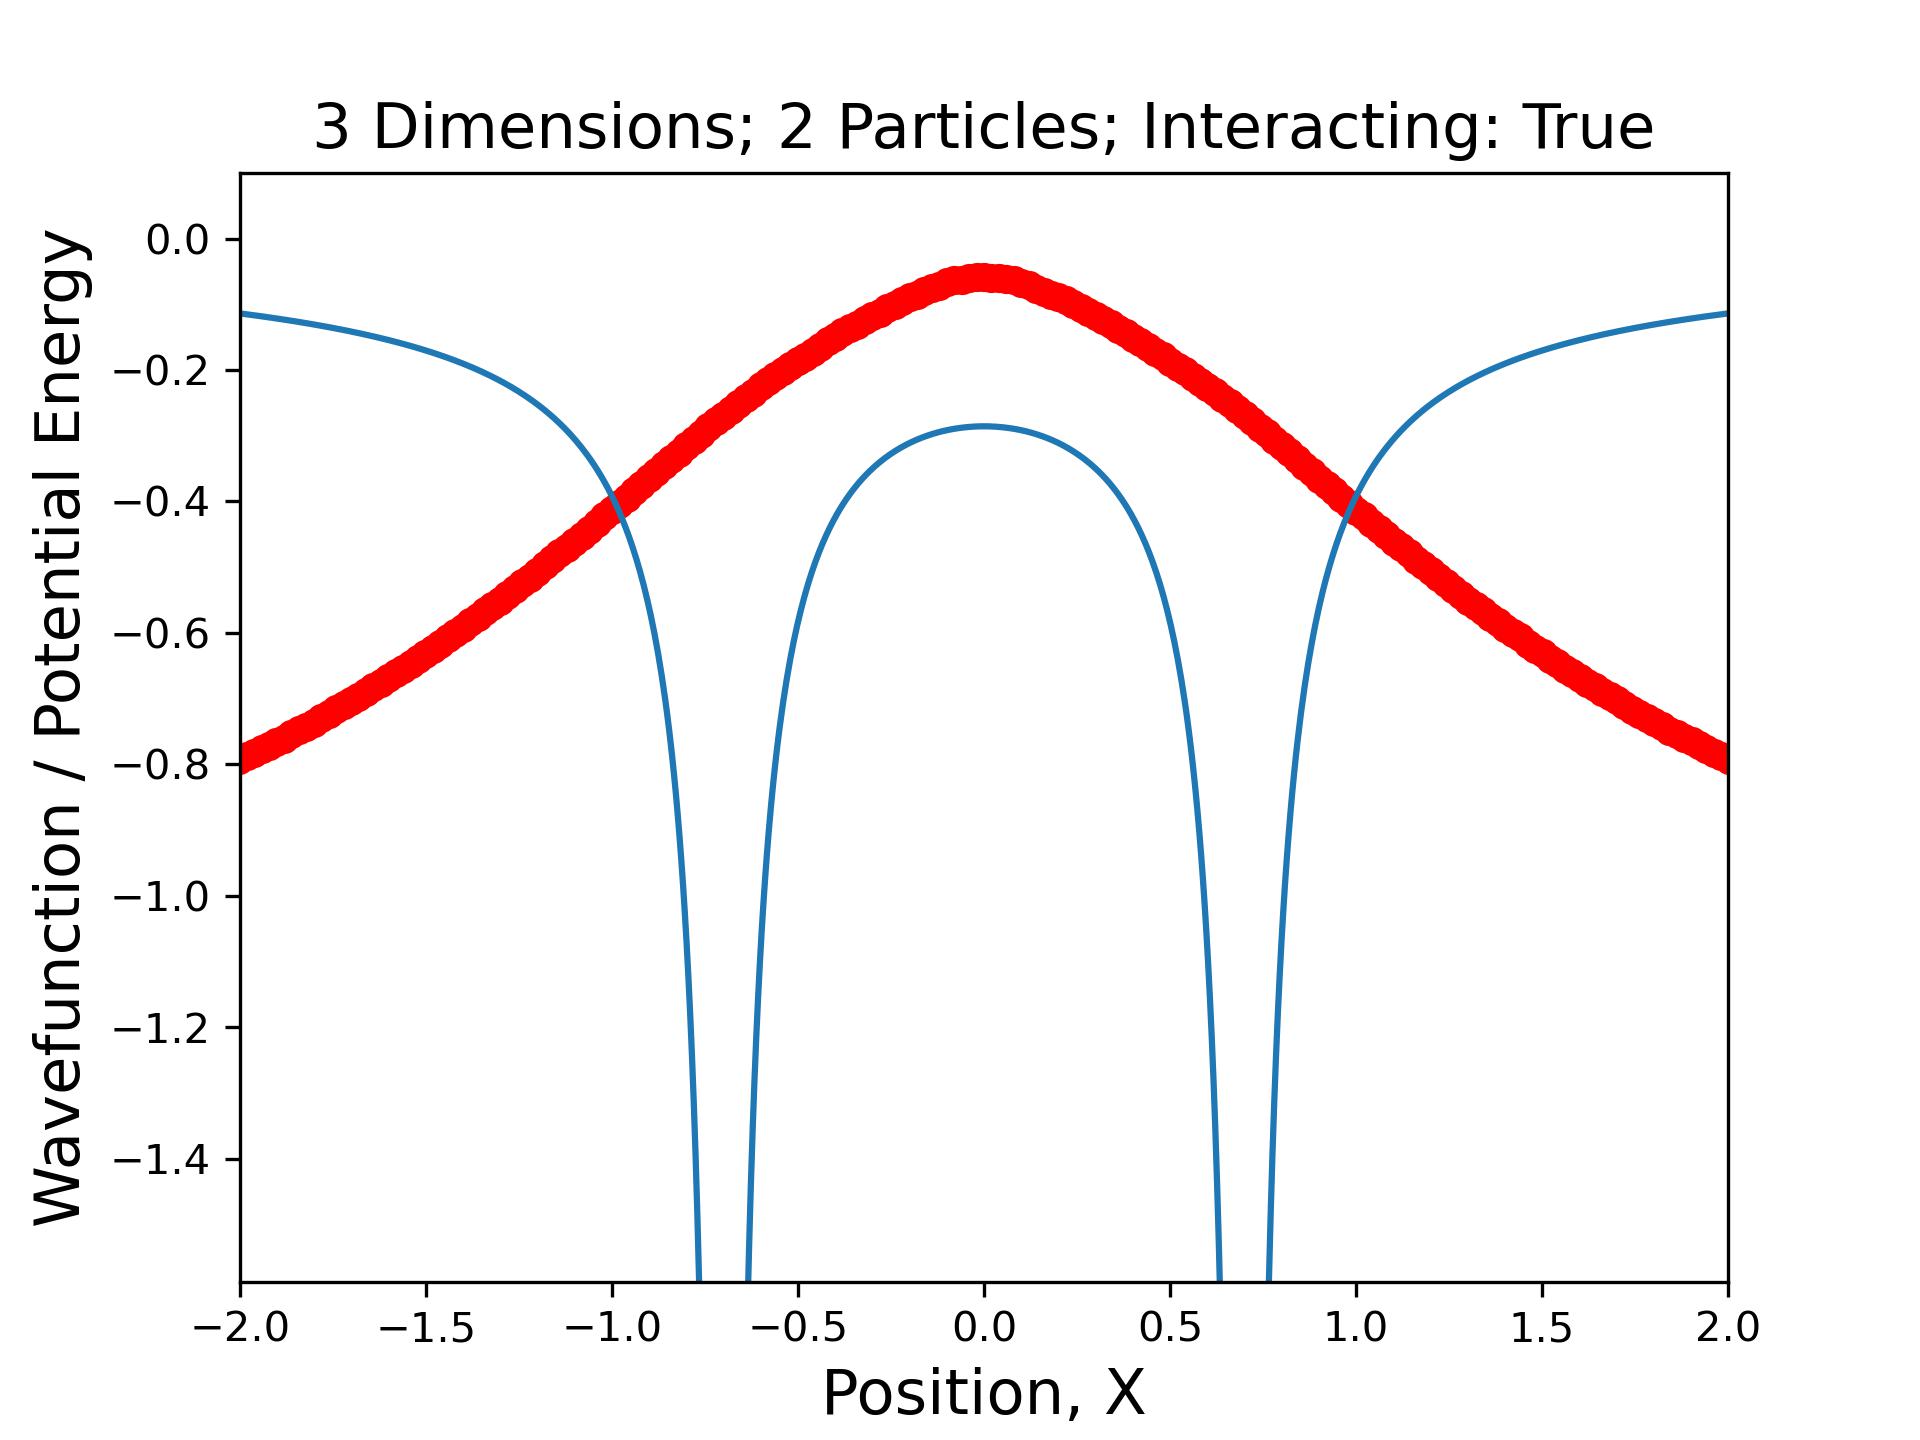 3 Dimensions; 2 Particles; Interacting: True
Wavefunction / Potential Energy
0.0
−0.2
−0.4
−0.6
−0.8
−1.0
−1.2
−1.4
−2.0 −1.5 −1.0 −0.5 0.0 0.5 1.0 1.5 2.0
Position, X